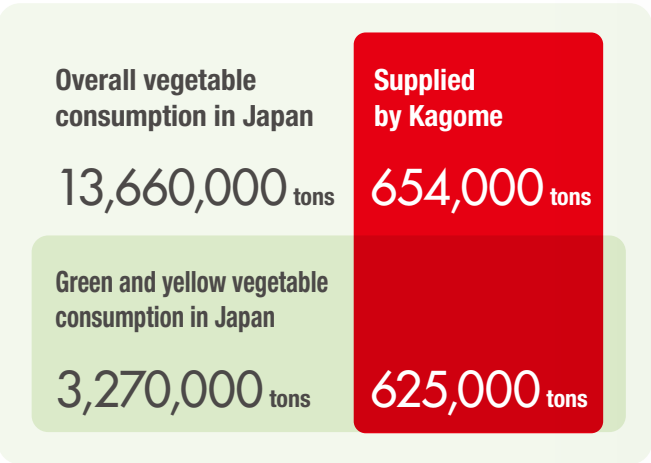 Overall vegetable
consumption in Japan
13,660,000 tons
Supplied
by Kagome
654,000 tons
Green and yellow vegetable
consumption in Japan
3,270,000 tons
625,000 tons